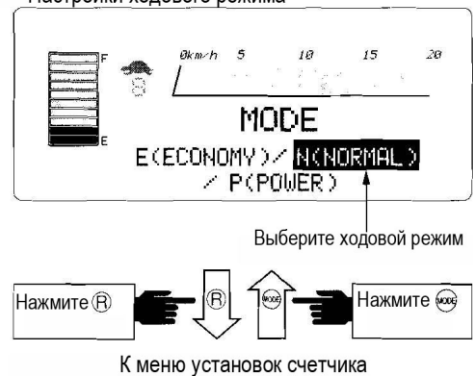 Настройки ходового режима
F
0km/h 5 10 15 20
E
MODE
E(ECONOMY)/ N(NORMAL)
/ P(POWER)
Выберите ходовой режим
Нажмите R
R
MODE
Нажмите MODE
К меню установок счетчика